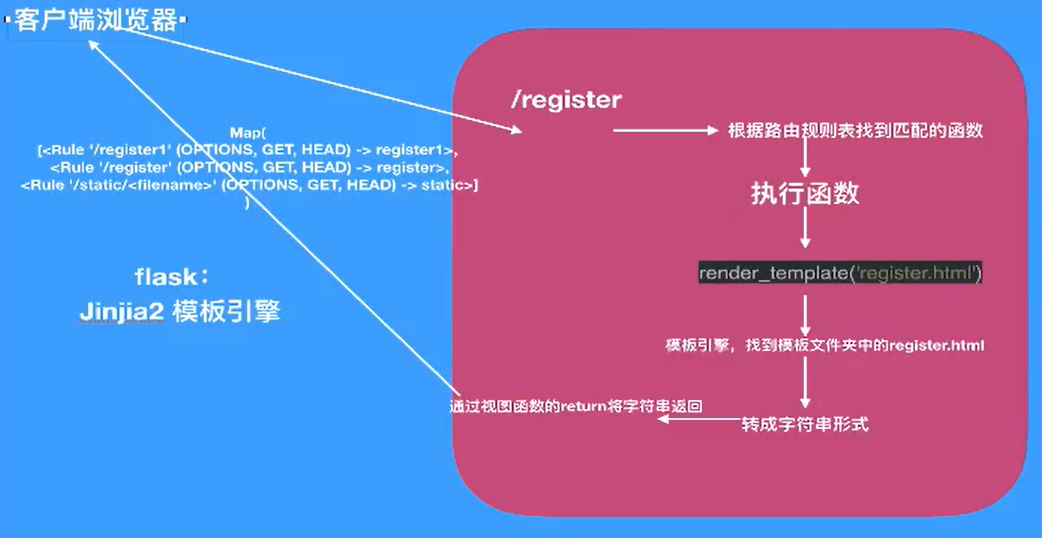 客户端浏览器
/register
根据路由规则表找到匹配的函数
Map(
[<Rule '/register1' (OPTIONS, GET, HEAD) -> register1>,
<Rule '/register' (OPTIONS, GET, HEAD) -> register>,
<Rule '/static/<filename>' (OPTIONS, GET, HEAD) -> static>]
)
执行函数
render_template('register.html')
flask：
Jinjia2 模板引擎
模板引擎，找到模板文件夹中的register.html
转成字符串形式
通过视图函数的return将字符串返回